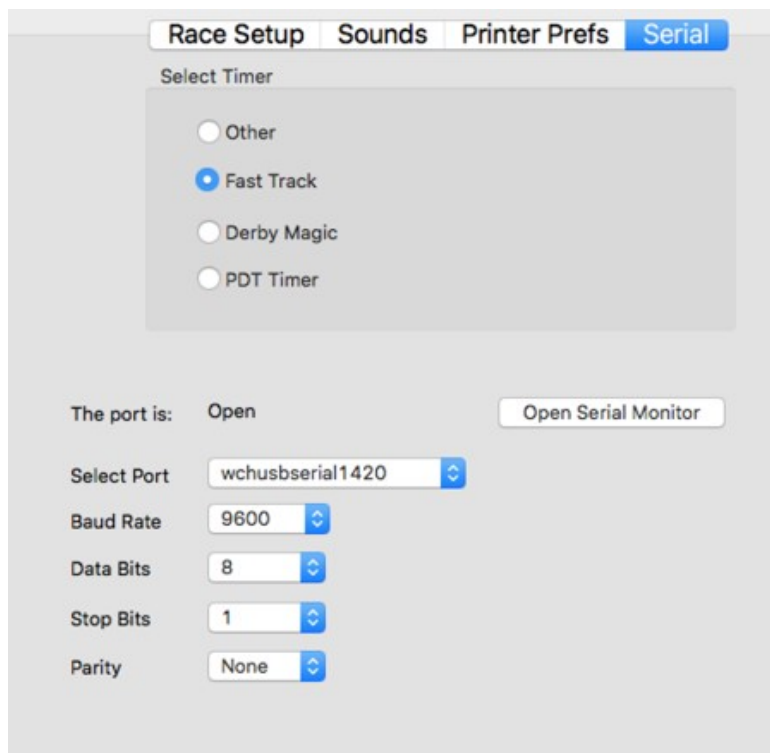 Race Setup Sounds Printer Prefs Serial
Select Timer
Other
Fast Track
Derby Magic
PDT Timer
The port is: Open Open Serial Monitor
Select Port wchusbserial1420
Baud Rate 9600
Data Bits 8
Stop Bits 1
Parity None